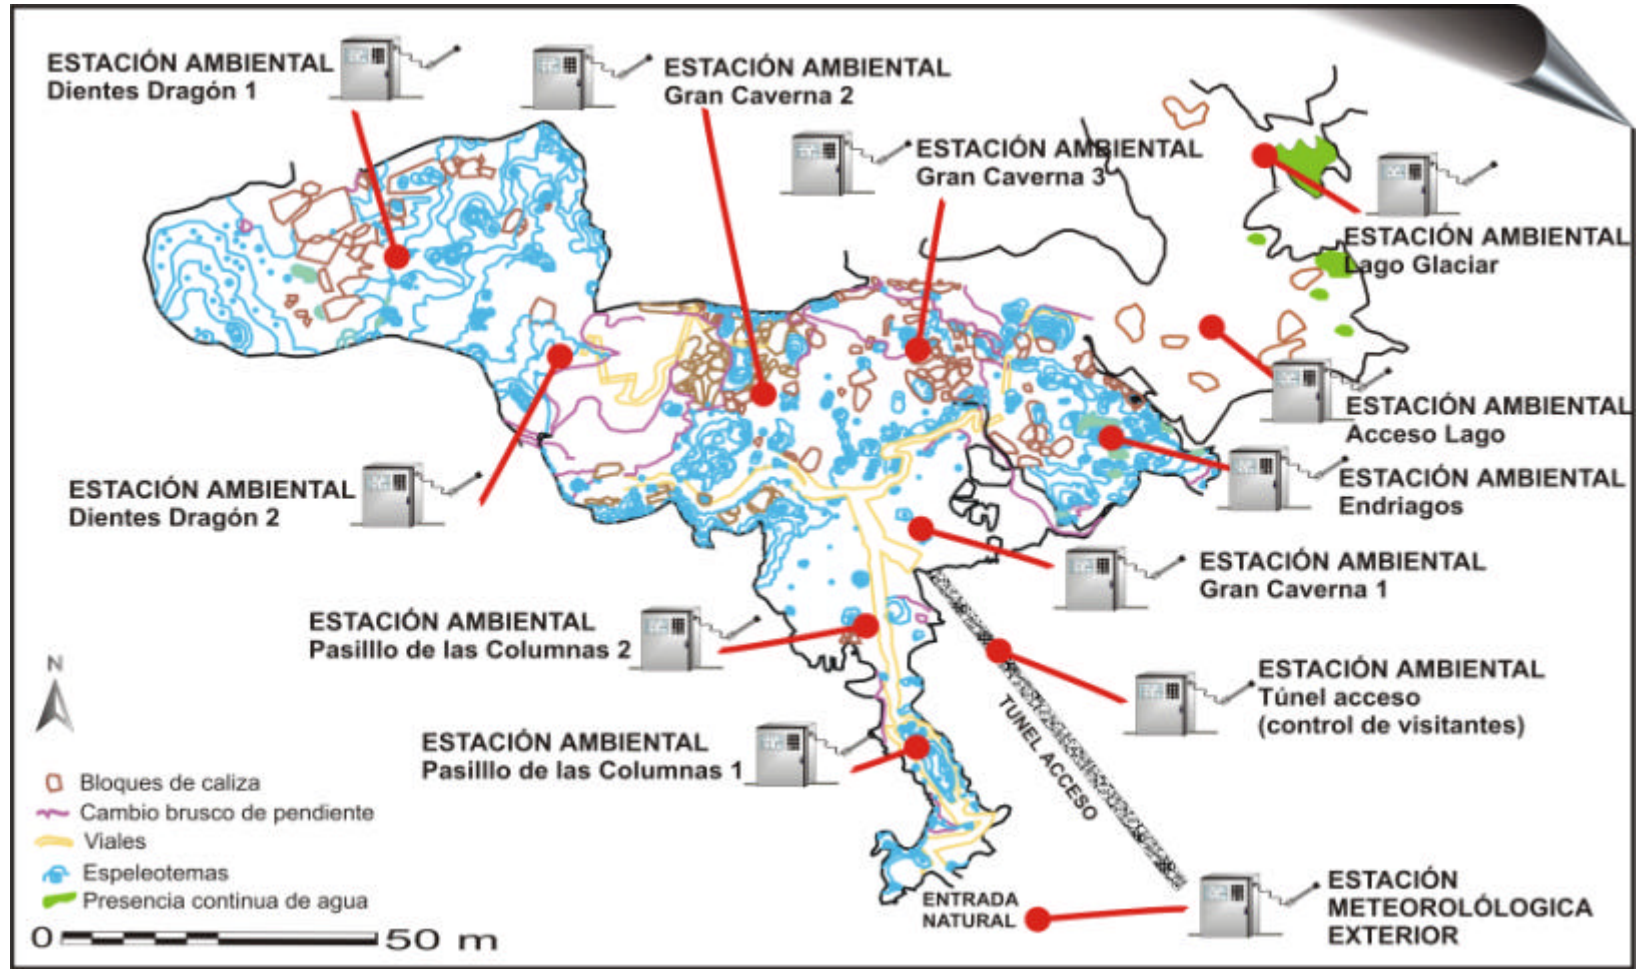 ESTACIÓN AMBIENTAL
Dientes Dragón 1
ESTACIÓN AMBIENTAL
Gran Caverna 2
ESTACIÓN AMBIENTAL
Gran Caverna 3
ESTACIÓN AMBIENTAL
Lago Glaciar
ESTACIÓN AMBIENTAL
Acceso Lago
ESTACIÓN AMBIENTAL
Endriagos
ESTACIÓN AMBIENTAL
Dientes Dragón 2
ESTACIÓN AMBIENTAL
Gran Caverna 1
ESTACIÓN AMBIENTAL
Pasilllo de las Columnas 2
ESTACIÓN AMBIENTAL
Túnel acceso
(control de visitantes)
TUNEL ACCESO
ESTACIÓN AMBIENTAL
Pasilllo de las Columnas 1
N
Bloques de caliza
Cambio brusco de pendiente
Viales
Espeleotemas
Presencia continua de agua
0 50 m
ENTRADA
NATURAL
ESTACIÓN
METEOROLÓLOGICA
EXTERIOR